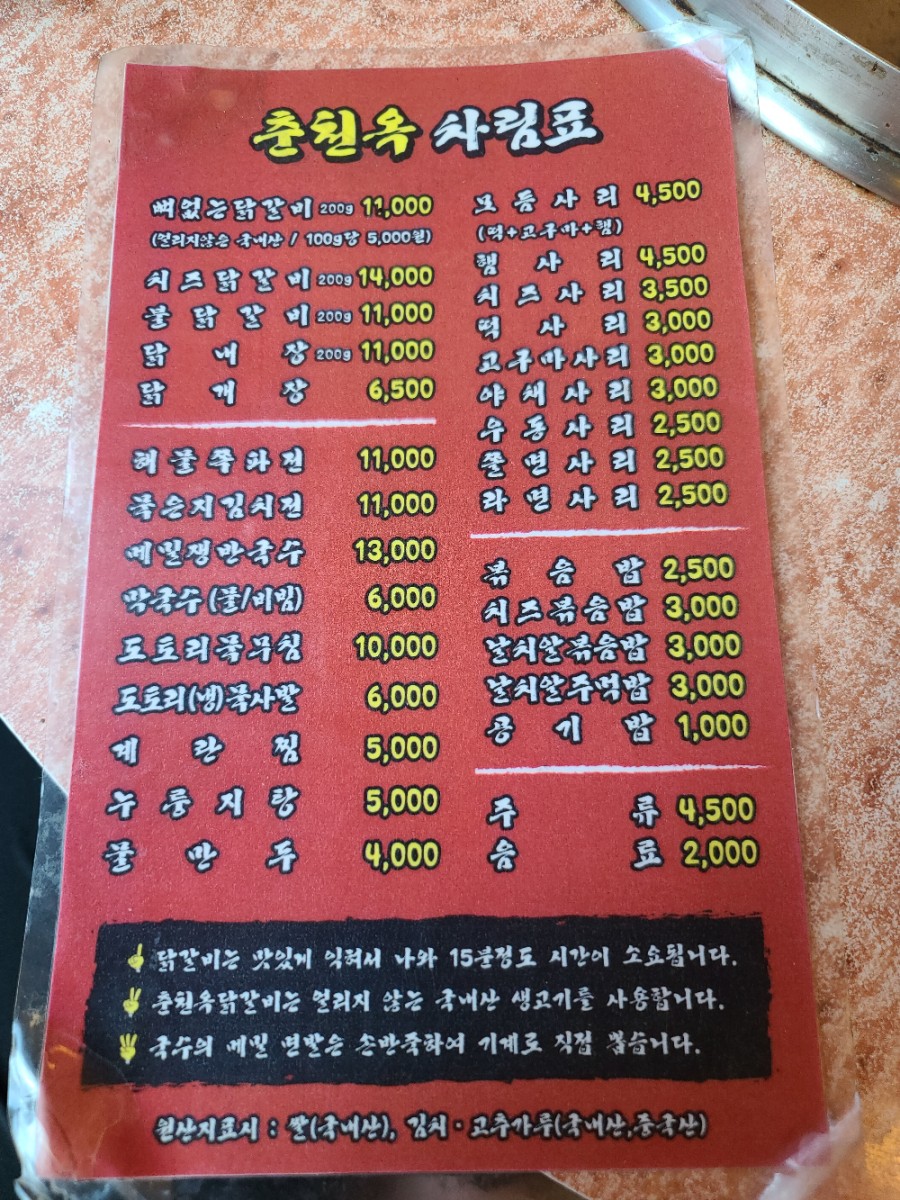 춘천옥 차림표
뼈없는닭갈비 200g 11,000
(얼리지않은 국내산 / 100g당 5,000원)
치즈닭갈비 200g 14,000
불닭갈비 200g 11,000
닭내장 200g 11,000
닭개장 6,500
해물쪽파전 11,000
묵은지김치전 11,000
메밀쟁반국수 13,000
막국수(물/비빔) 6,000
도토리묵무침 10,000
도토리(냉)묵사발 6,000
계란찜 5,000
누룽지탕 5,000
물만두 4,000
모듬사리 4,500
(떡+고구마+햄)
햄사리 4,500
치즈사리 3,500
떡사리 3,000
고구마사리 3,000
야채사리 3,000
우동사리 2,500
쫄면사리 2,500
라면사리 2,500
볶음밥 2,500
치즈볶음밥 3,000
날치알볶음밥 3,000
날치알주먹밥 3,000
공기밥 1,000
주류 4,500
음료 2,000
닭갈비는 맛있게 익혀서 나와 15분정도 시간이 소요됩니다.
춘천옥닭갈비는 얼리지 않는 국내산 생고기를 사용합니다.
국수의 메밀 면발은 손반죽하여 기계로 직접 뽑습니다.
원산지표시 : 쌀(국내산), 김치·고추가루(국내산,중국산)